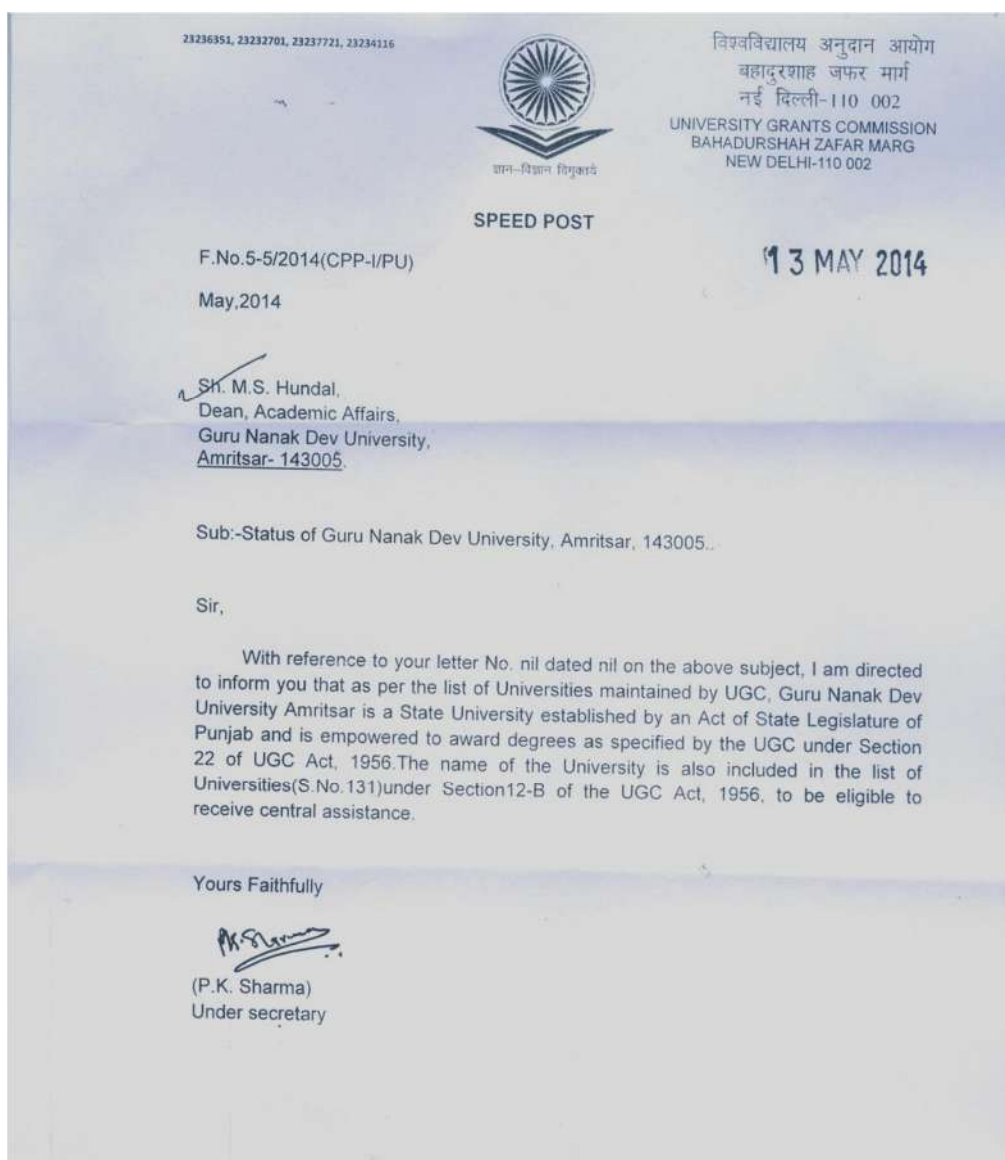 23236351, 23232701, 23237721, 23234116
ज्ञान-विज्ञान विमुक्तये
विश्वविद्यालय अनुदान आयोग
बहादुरशाह जफर मार्ग
नई दिल्ली-110 002
UNIVERSITY GRANTS COMMISSION
BAHADURSHAH ZAFAR MARG
NEW DELHI-110 002
SPEED POST
F.No.5-5/2014(CPP-I/PU)
13 MAY 2014
May,2014
Sh. M.S. Hundal,
Dean, Academic Affairs,
Guru Nanak Dev University,
Amritsar- 143005.
Sub:-Status of Guru Nanak Dev University, Amritsar, 143005..
Sir,
With reference to your letter No. nil dated nil on the above subject, I am directed
to inform you that as per the list of Universities maintained by UGC, Guru Nanak Dev
University Amritsar is a State University established by an Act of State Legislature of
Punjab and is empowered to award degrees as specified by the UGC under Section
22 of UGC Act, 1956.The name of the University is also included in the list of
Universities(S.No.131)under Section12-B of the UGC Act, 1956, to be eligible to
receive central assistance.
Yours Faithfully
P.K. Sharma
(P.K. Sharma)
Under secretary